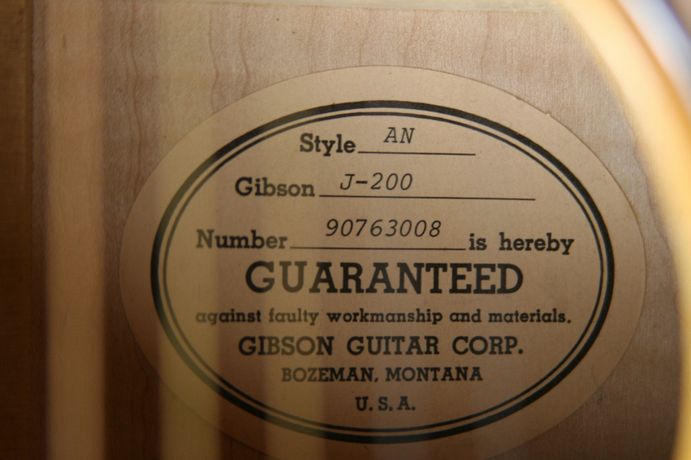 Style AN
Gibson J-200
Number 90763008 is hereby
GUARANTEED
against faulty workmanship and materials.
GIBSON GUITAR CORP.
BOZEMAN, MONTANA
U.S.A.